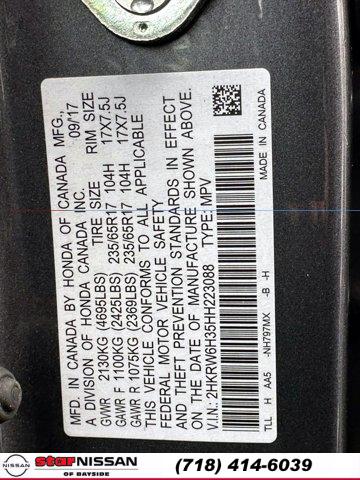 MFD. IN CANADA BY HONDA OF CANADA MFG.,
A DIVISION OF HONDA CANADA INC. 09/17
TIRE SIZE RIM SIZE
GVWR 2130KG (4695LBS)
GAWR F 1100KG (2425LBS) 235/65R17 104H 17X7.5J
GAWR R 1075KG (2369LBS) 235/65R17 104H 17X7.5J
THIS VEHICLE CONFORMS TO ALL APPLICABLE
FEDERAL MOTOR VEHICLE SAFETY
AND THEFT PREVENTION STANDARDS IN EFFECT
ON THE DATE OF MANUFACTURE SHOWN ABOVE.
V.I.N.: 2HKRW6H35HH223088 TYPE: MPV
TLL H AA5 -NH797MX -B -H MADE IN CANADA
NISSAN
star NISSAN
OF BAYSIDE
(718) 414-6039